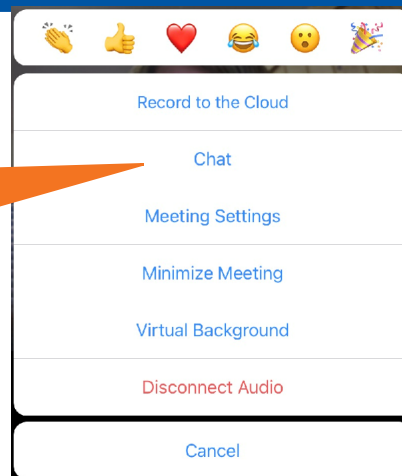 Record to the Cloud
Chat
Meeting Settings
Minimize Meeting
Virtual Background
Disconnect Audio
Cancel